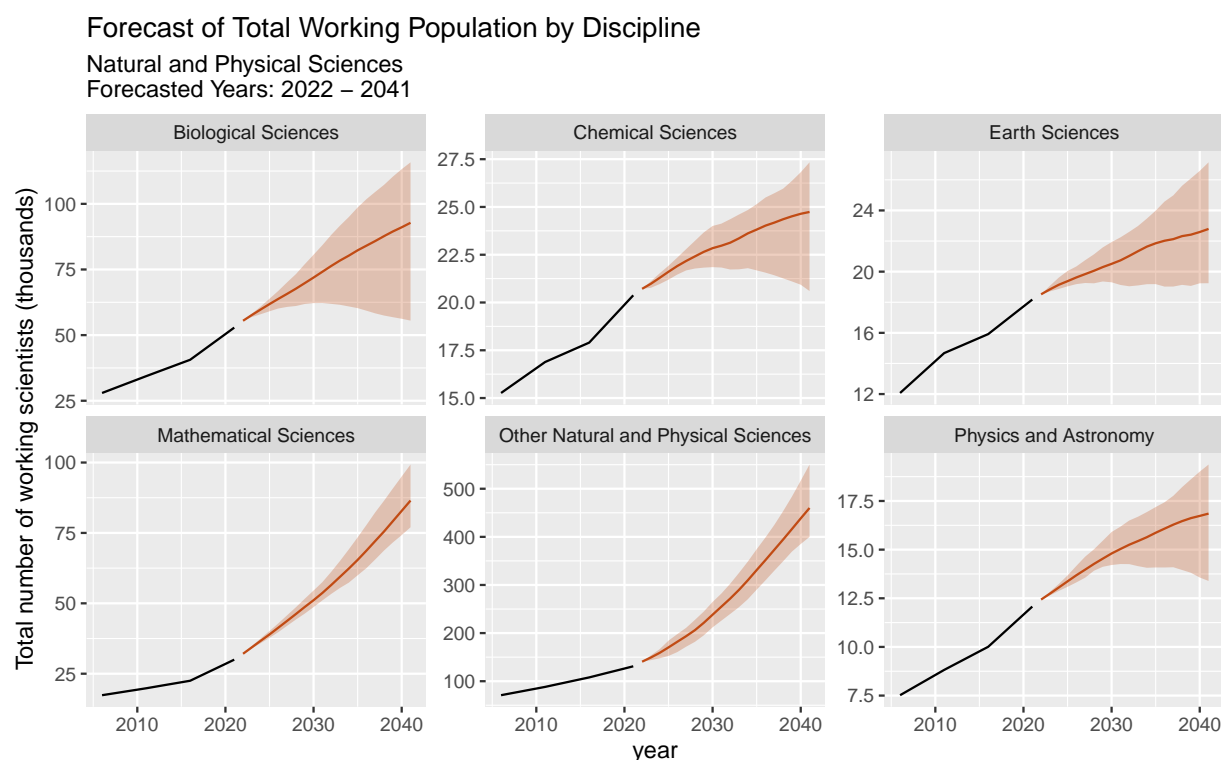 Forecast of Total Working Population by Discipline
Natural and Physical Sciences
Forecasted Years: 2022 – 2041
Total number of working scientists (thousands)
Biological Sciences
100
75
50
25
Chemical Sciences
27.5
25.0
22.5
20.0
17.5
15.0
Earth Sciences
24
20
16
12
Mathematical Sciences
100
75
50
25
2010 2020 2030 2040
Other Natural and Physical Sciences
500
400
300
200
100
2010 2020 2030 2040
Physics and Astronomy
17.5
15.0
12.5
10.0
7.5
2010 2020 2030 2040
year